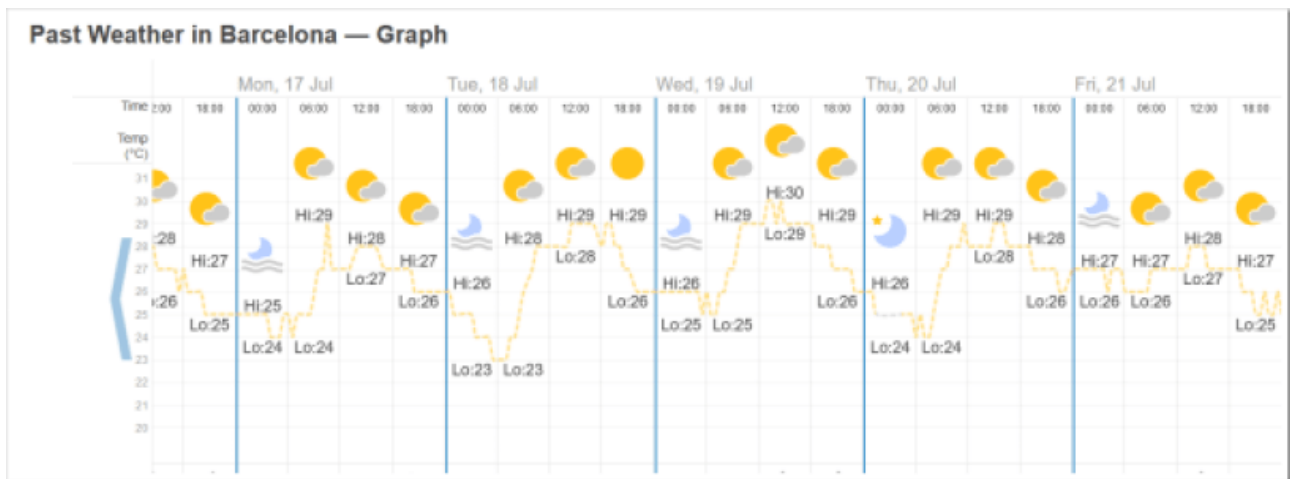 Past Weather in Barcelona — Graph
Mon, 17 Jul Tue, 18 Jul Wed, 19 Jul Thu, 20 Jul Fri, 21 Jul
Time 2:00 18:00 00:00 06:00 12:00 18:00 00:00 06:00 12:00 18:00 00:00 06:00 12:00 18:00 00:00 06:00 12:00 18:00 00:00 06:00 12:00 18:00
Temp
(°C)
31
30 Hi:30
29 Hi:29 Hi:29 Hi:29 Hi:29 Hi:29 Hi:29 Hi:29
:28 Hi:28 Hi:28 Lo:29 Hi:28 Hi:28
28
Hi:27 Hi:27 Lo:28 Lo:28 Hi:27 Hi:27 Hi:27
27 Lo:27 Hi:26 Hi:26 Hi:26 Lo:27
26 :26 Hi:25 Lo:26 Lo:26 Lo:26 Lo:26 Lo:26 Lo:26
25 Lo:25 Lo:25 Lo:25 Lo:25
24 Lo:24 Lo:24 Lo:24 Lo:24
23 Lo:23 Lo:23
22
21
20